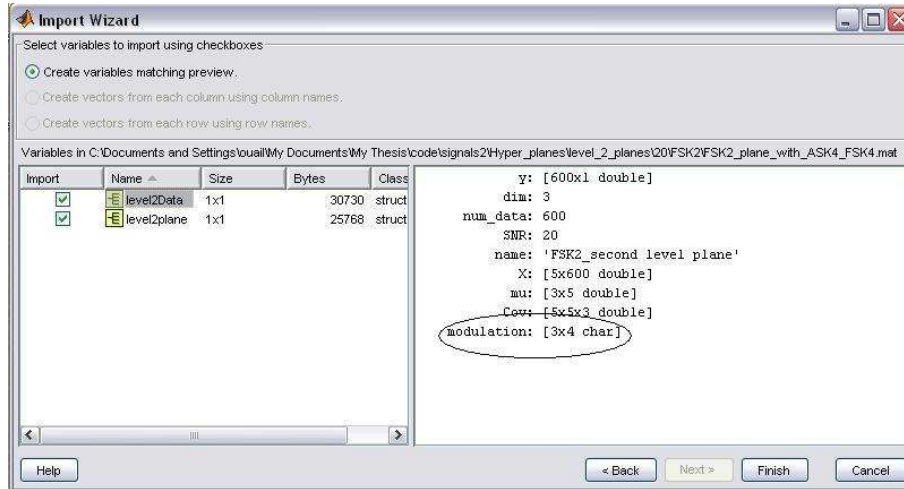 Import Wizard
Select variables to import using checkboxes
Create variables matching preview.
Create vectors from each column using column names.
Create vectors from each row using row names.
Variables in C:\Documents and Settings\ouail\My Documents\My Thesis\code\signals2\Hyper_planes\level_2_planes\20\FSK2\FSK2_plane_with_ASK4_FSK4.mat
Import Name Size Bytes Class
level2Data 1x1 30730 struct
level2plane 1x1 25768 struct
y: [600x1 double]
dim: 3
num_data: 600
SNR: 20
name: 'FSK2_second level plane'
X: [5x600 double]
mu: [3x5 double]
Cov: [5x5x3 double]
modulation: [3x4 char]
Help < Back Next > Finish Cancel